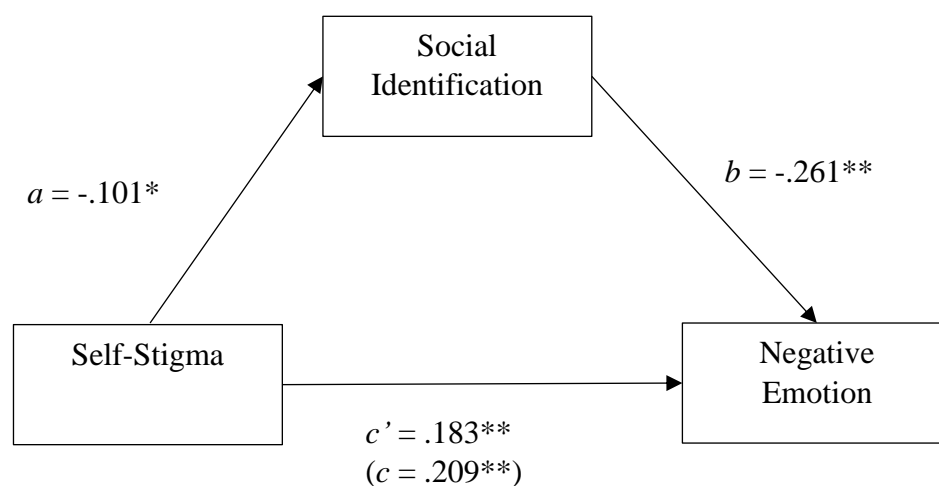 Social
Identification
a = -.101*
b = -.261**
Self-Stigma
Negative
Emotion
c’ = .183**
(c = .209**)